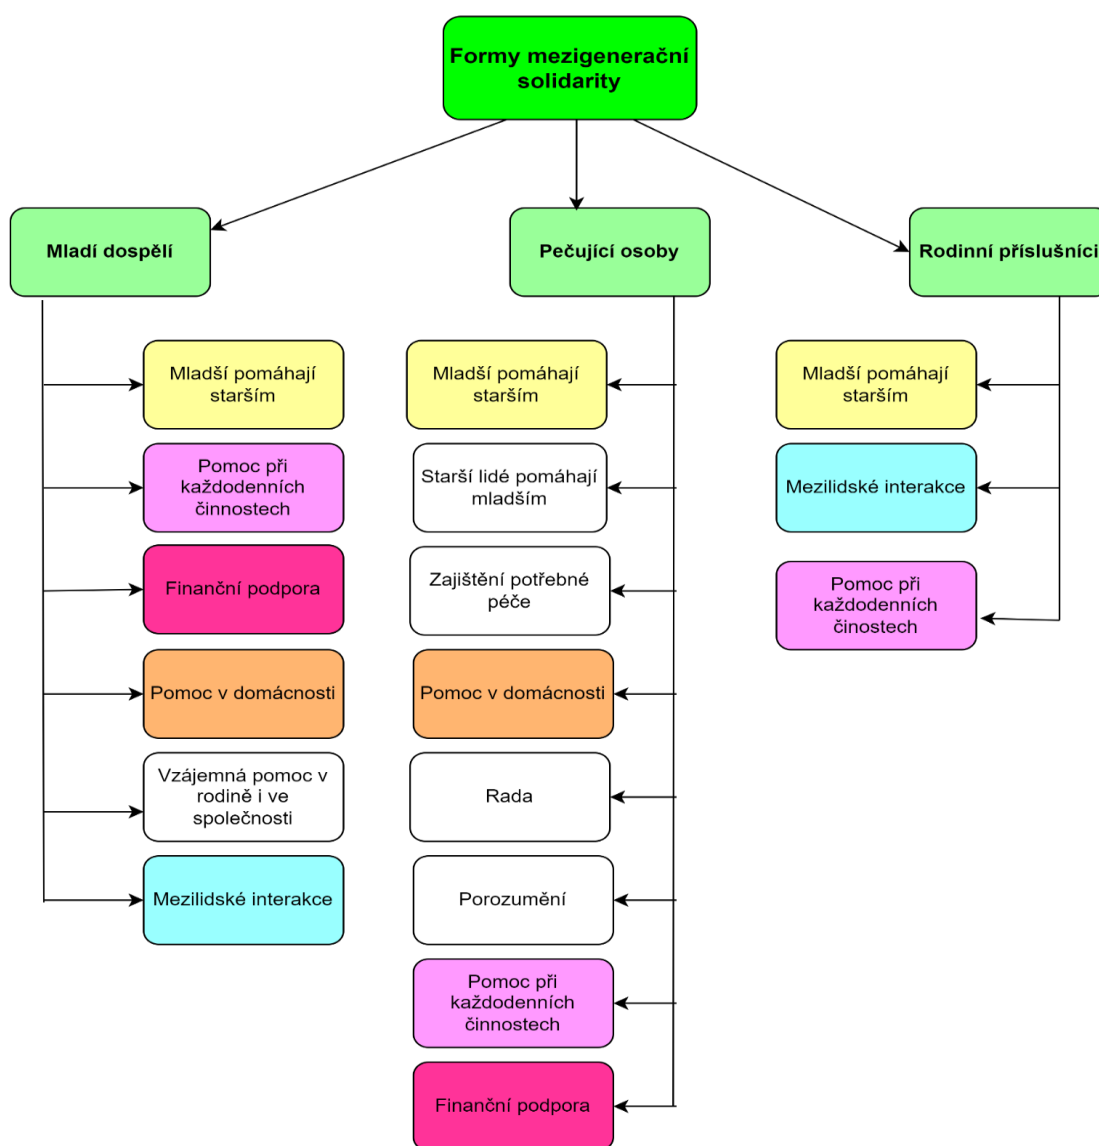 Formy mezigenerační
solidarity
Mladí dospělí
Pečující osoby
Rodinní příslušníci
Mladší pomáhají
starším
Pomoc při
každodenních
činnostech
Finanční podpora
Pomoc v domácnosti
Vzájemná pomoc v
rodině i ve
společnosti
Mezilidské interakce
Mladší pomáhají
starším
Starší lidé pomáhají
mladším
Zajištění potřebné
péče
Pomoc v domácnosti
Rada
Porozumění
Pomoc při
každodenních
činnostech
Finanční podpora
Mladší pomáhají
starším
Mezilidské interakce
Pomoc při
každodenních
činostech